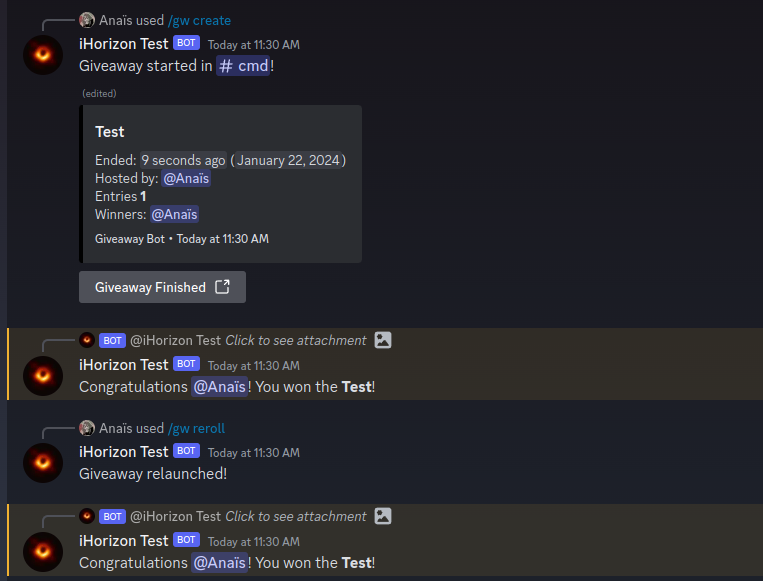 Anaïs used /gw create
iHorizon Test BOT Today at 11:30 AM
Giveaway started in # cmd!
(edited)
Test
Ended: 9 seconds ago (January 22, 2024)
Hosted by: @Anaïs
Entries 1
Winners: @Anaïs
Giveaway Bot • Today at 11:30 AM
Giveaway Finished
BOT @iHorizon Test Click to see attachment
iHorizon Test BOT Today at 11:30 AM
Congratulations @Anaïs! You won the Test!
Anaïs used /gw reroll
iHorizon Test BOT Today at 11:30 AM
Giveaway relaunched!
BOT @iHorizon Test Click to see attachment
iHorizon Test BOT Today at 11:30 AM
Congratulations @Anaïs! You won the Test!